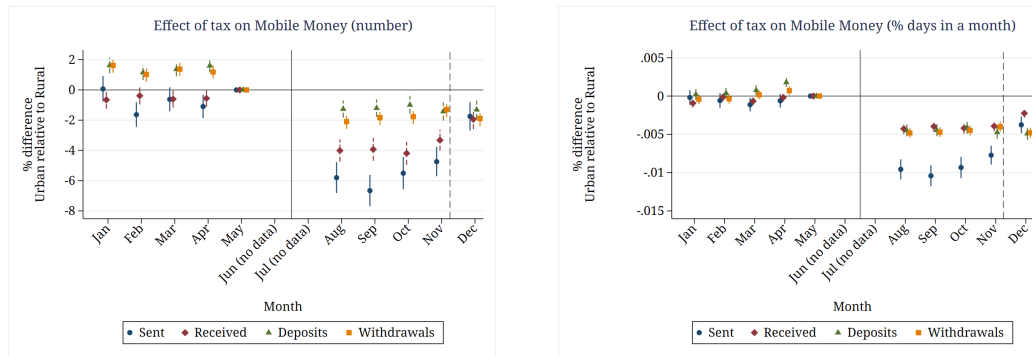 Effect of tax on Mobile Money (number)
% difference
Urban relative to Rural
2
0
-2
-4
-6
-8
Jan
Feb
Mar
Apr
May
Jun (no data)
Jul (no data)
Aug
Sep
Oct
Nov
Dec
Month
Sent Received Deposits Withdrawals
Effect of tax on Mobile Money (% days in a month)
% difference
Urban relative to Rural
.005
0
-.005
-.01
-.015
Jan
Feb
Mar
Apr
May
Jun (no data)
Jul (no data)
Aug
Sep
Oct
Nov
Dec
Month
Sent Received Deposits Withdrawals